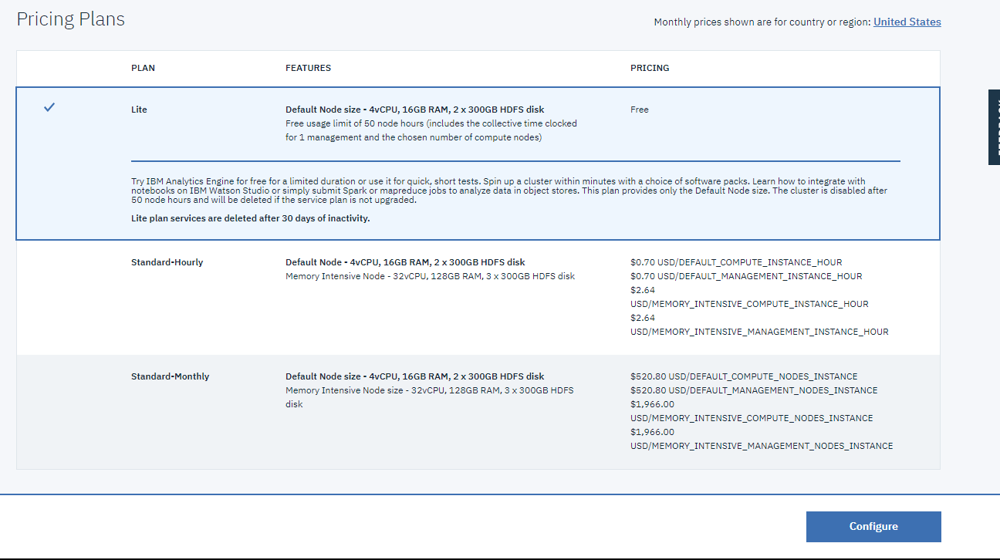 Pricing Plans
Monthly prices shown are for country or region: United States
PLAN FEATURES PRICING
Lite
Default Node size - 4vCPU, 16GB RAM, 2 x 300GB HDFS disk
Free usage limit of 50 node hours (includes the collective time clocked
for 1 management and the chosen number of compute nodes)
Free
Try IBM Analytics Engine for free for a limited duration or use it for quick, short tests. Spin up a cluster within minutes with a choice of software packs. Learn how to integrate with
notebooks on IBM Watson Studio or simply submit Spark or mapreduce jobs to analyze data in object stores. This plan provides only the Default Node size. The cluster is disabled after
50 node hours and will be deleted if the service plan is not upgraded.
Lite plan services are deleted after 30 days of inactivity.
Standard-Hourly
Default Node - 4vCPU, 16GB RAM, 2 x 300GB HDFS disk
Memory Intensive Node - 32vCPU, 128GB RAM, 3 x 300GB HDFS disk
$0.70 USD/DEFAULT_COMPUTE_INSTANCE_HOUR
$0.70 USD/DEFAULT_MANAGEMENT_INSTANCE_HOUR
$2.64
USD/MEMORY_INTENSIVE_COMPUTE_INSTANCE_HOUR
$2.64
USD/MEMORY_INTENSIVE_MANAGEMENT_INSTANCE_HOUR
Standard-Monthly
Default Node size - 4vCPU, 16GB RAM, 2 x 300GB HDFS disk
Memory Intensive Node size - 32vCPU, 128GB RAM, 3 x 300GB HDFS
disk
$520.80 USD/DEFAULT_COMPUTE_NODES_INSTANCE
$520.80 USD/DEFAULT_MANAGEMENT_NODES_INSTANCE
$1,966.00
USD/MEMORY_INTENSIVE_COMPUTE_NODES_INSTANCE
$1,966.00
USD/MEMORY_INTENSIVE_MANAGEMENT_NODES_INSTANCE
Configure